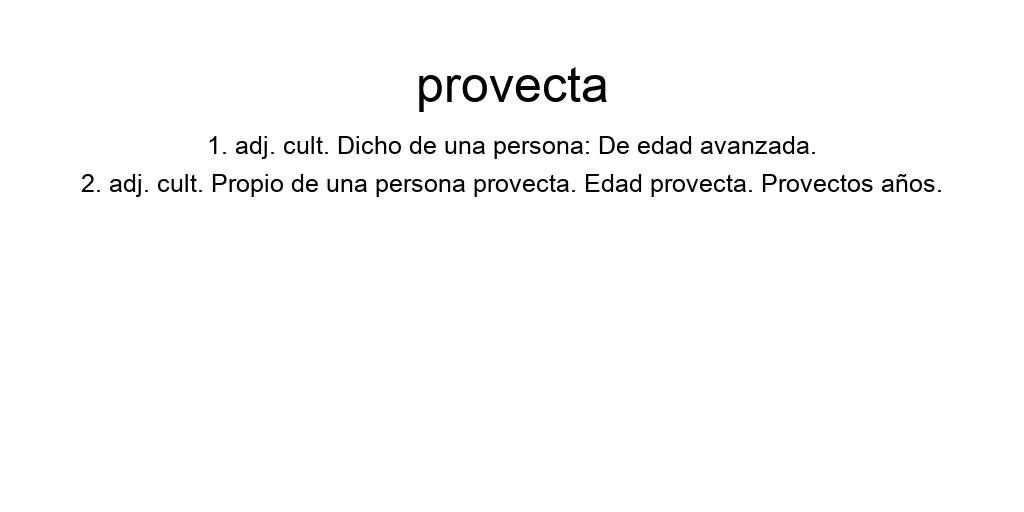 provecta
1. adj. cult. Dicho de una persona: De edad avanzada.
2. adj. cult. Propio de una persona provecta. Edad provecta. Provectos años.